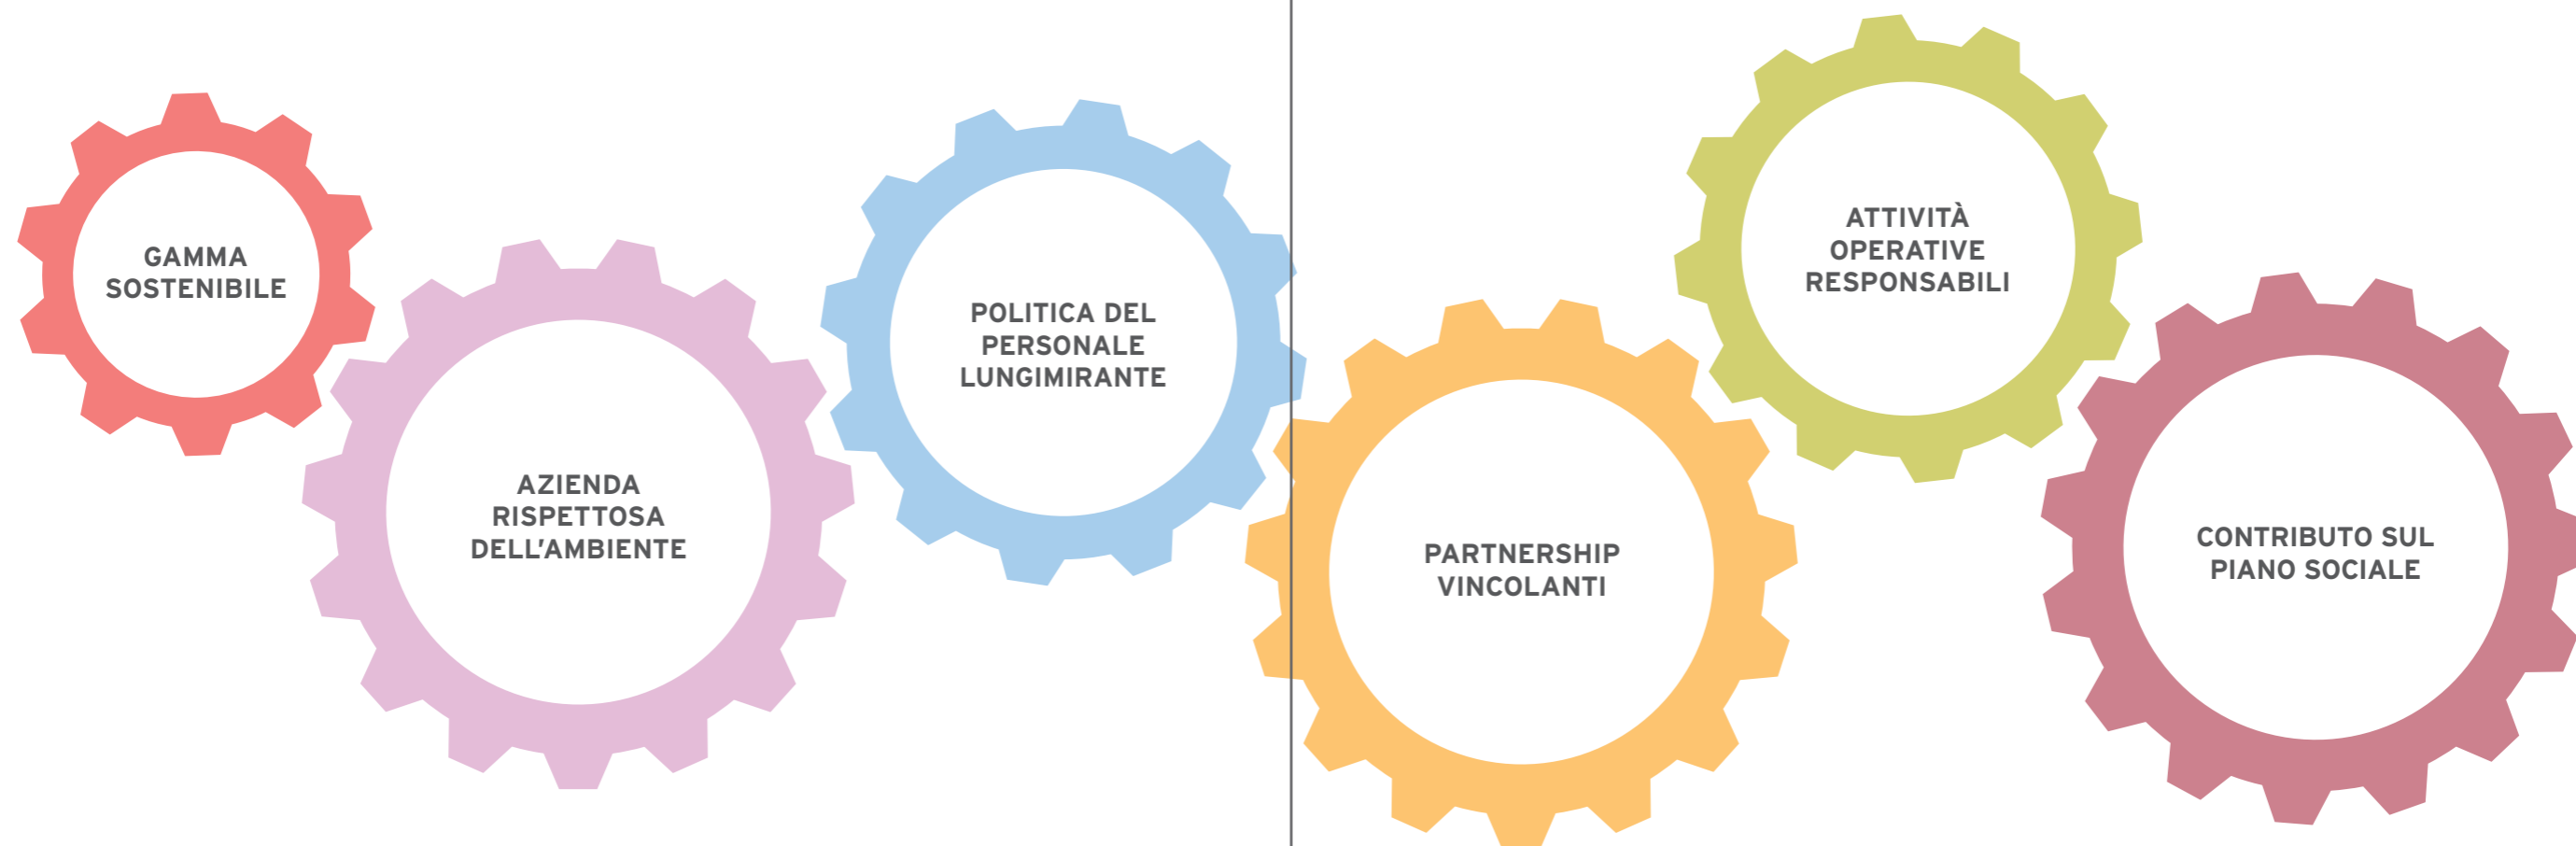 GAMMA
SOSTENIBILE
AZIENDA
RISPETTOSA
DELL'AMBIENTE
POLITICA DEL
PERSONALE
LUNGIMIRANTE
PARTNERSHIP
VINCOLANTI
ATTIVITÀ
OPERATIVE
RESPONSABILI
CONTRIBUTO SUL
PIANO SOCIALE